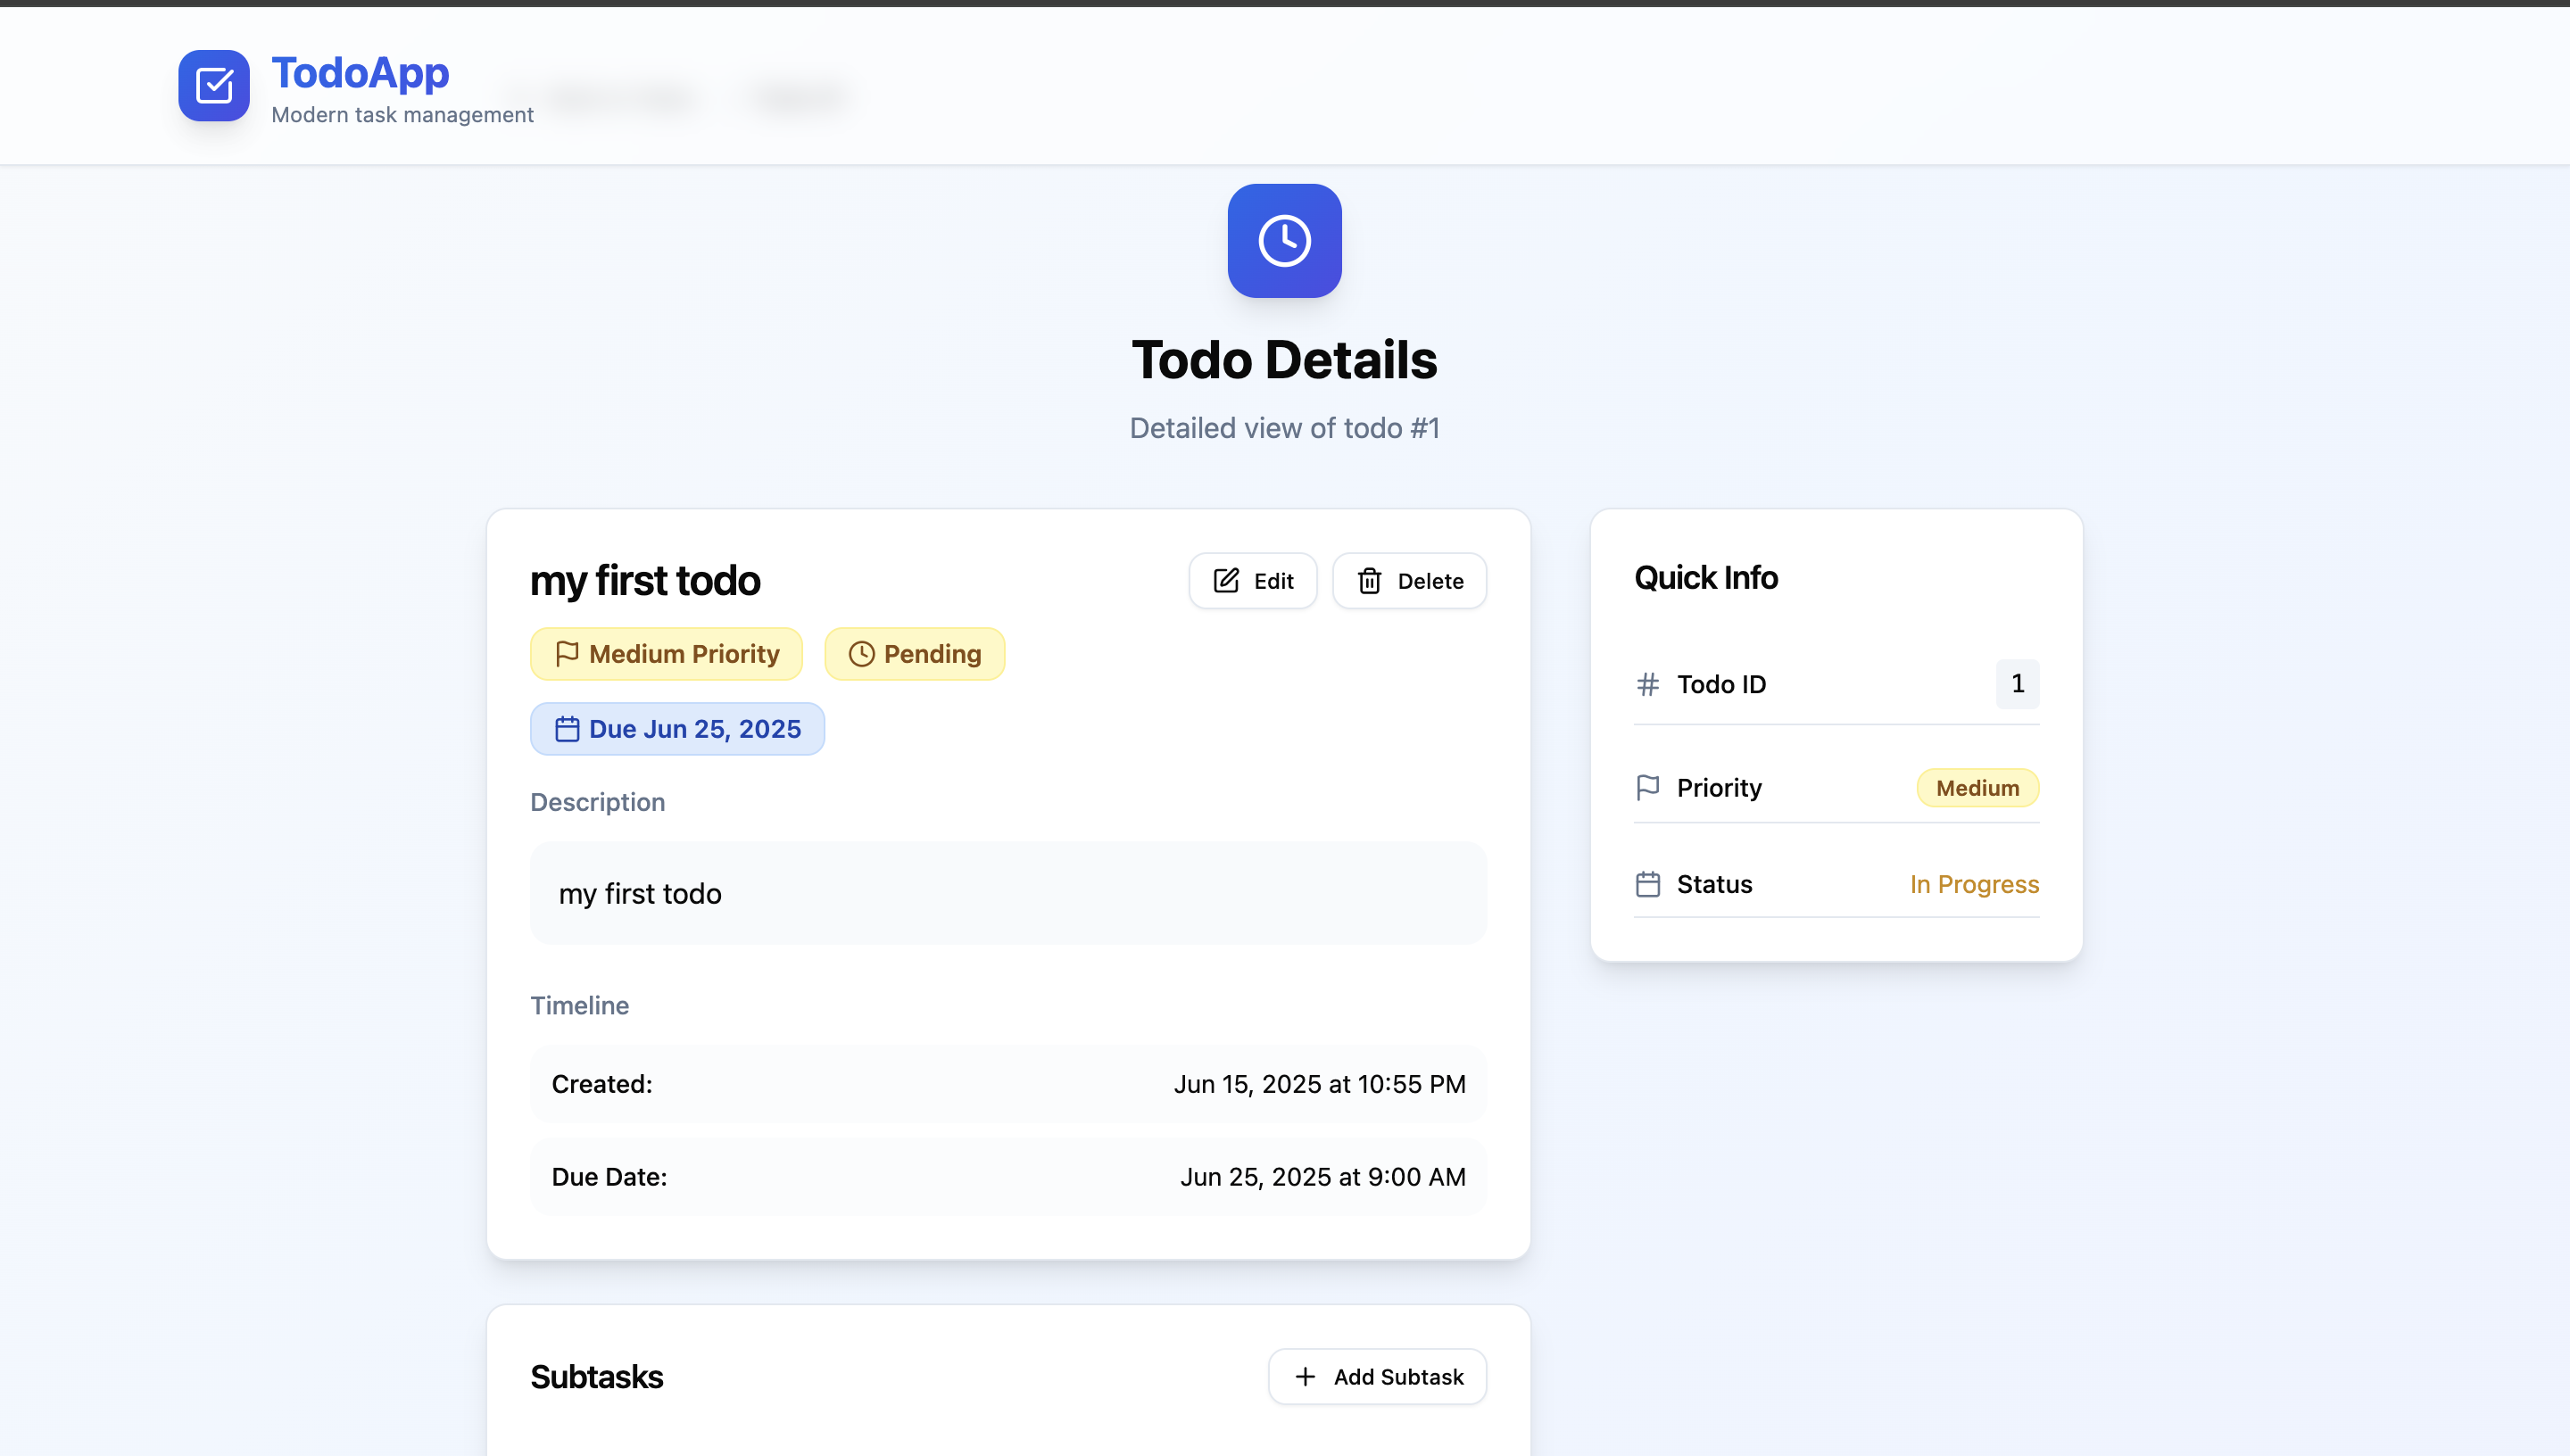 TodoApp
Modern task management
Todo Details
Detailed view of todo #1
my first todo
Edit
Delete
Medium Priority
Pending
Due Jun 25, 2025
Description
my first todo
Timeline
Created:
Jun 15, 2025 at 10:55 PM
Due Date:
Jun 25, 2025 at 9:00 AM
Subtasks
Add Subtask
Quick Info
Todo ID
1
Priority
Medium
Status
In Progress